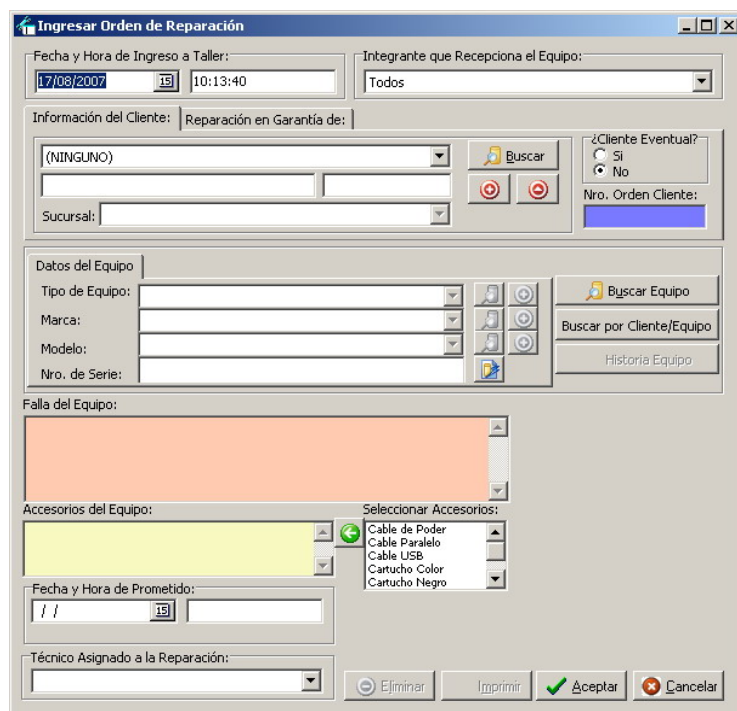 Ingresar Orden de Reparación
Fecha y Hora de Ingreso a Taller:
Integrante que Recepciona el Equipo:
17/08/2007
15
10:13:40
Todos
Información del Cliente:
Reparación en Garantía de:
(NINGUNO)
Buscar
¿Cliente Eventual?
Si
No
Nro. Orden Cliente:
Sucursal:
Datos del Equipo
Tipo de Equipo:
Buscar Equipo
Marca:
Buscar por Cliente/Equipo
Modelo:
Historia Equipo
Nro. de Serie:
Falla del Equipo:
Accesorios del Equipo:
Seleccionar Accesorios:
Cable de Poder
Cable Paralelo
Cable USB
Cartucho Color
Cartucho Negro
Fecha y Hora de Prometido:
/ /
15
Técnico Asignado a la Reparación:
Eliminar
Imprimir
Aceptar
Cancelar